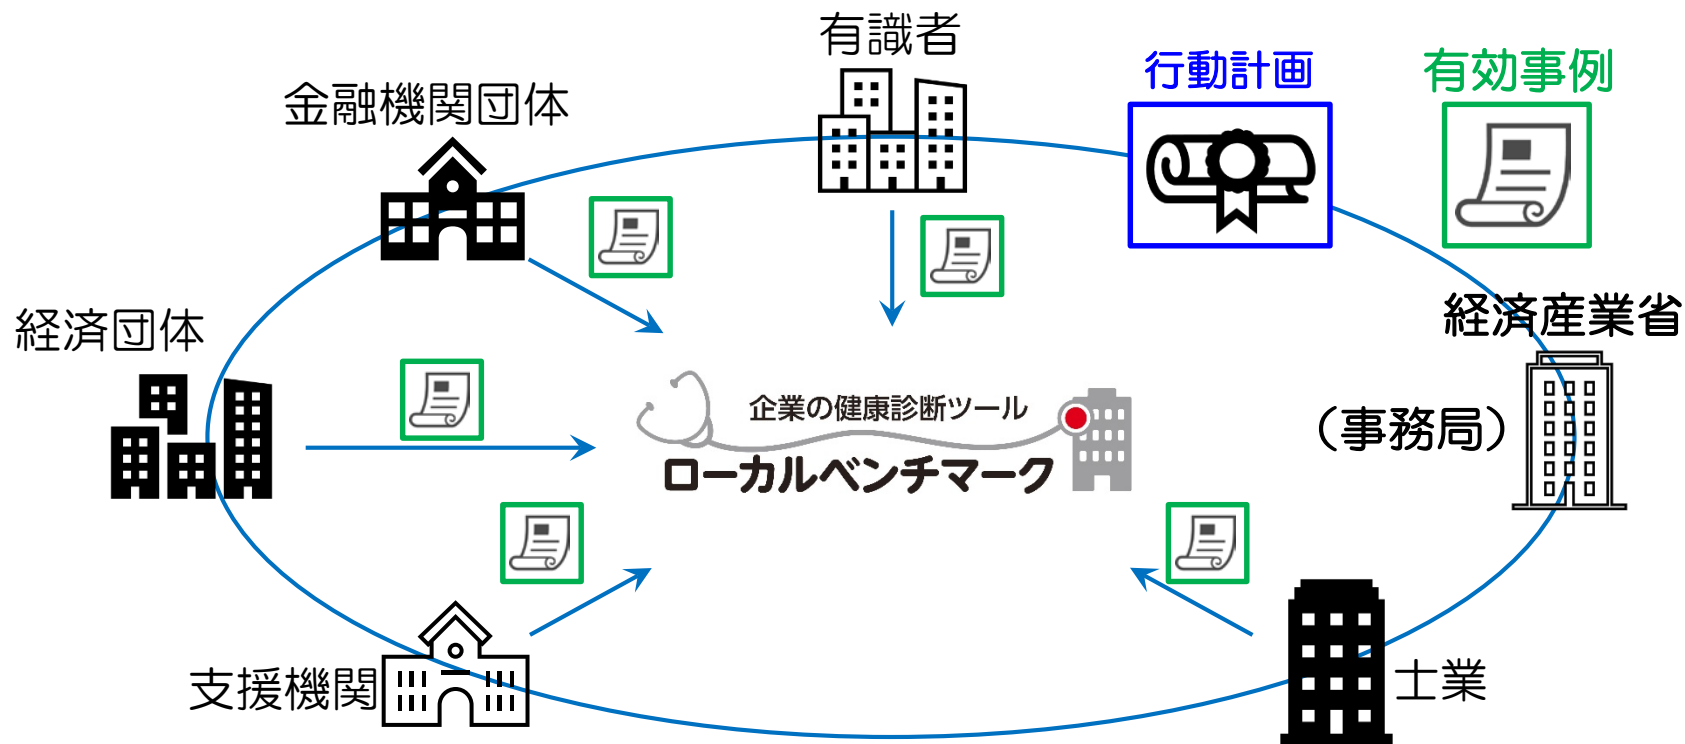 有識者
行動計画
有効事例
金融機関団体
経済団体
経済産業省
（事務局）
企業の健康診断ツール
ローカルベンチマーク
支援機関
士業